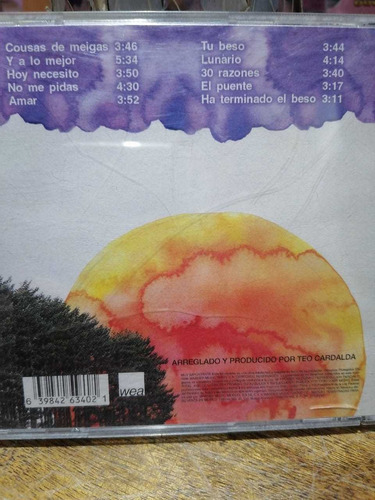 Cousas de meigas 3:46
Y a lo mejor 5:34
Hoy necesito 3:50
No me pidas 4:30
Amar 3:52
Tu beso 3:44
Lunario 4:14
30 razones 3:40
El puente 3:17
Ha terminado el beso 3:11
ARREGLADO Y PRODUCIDO POR TEO CARDALDA
6 39842 63402 1
wea